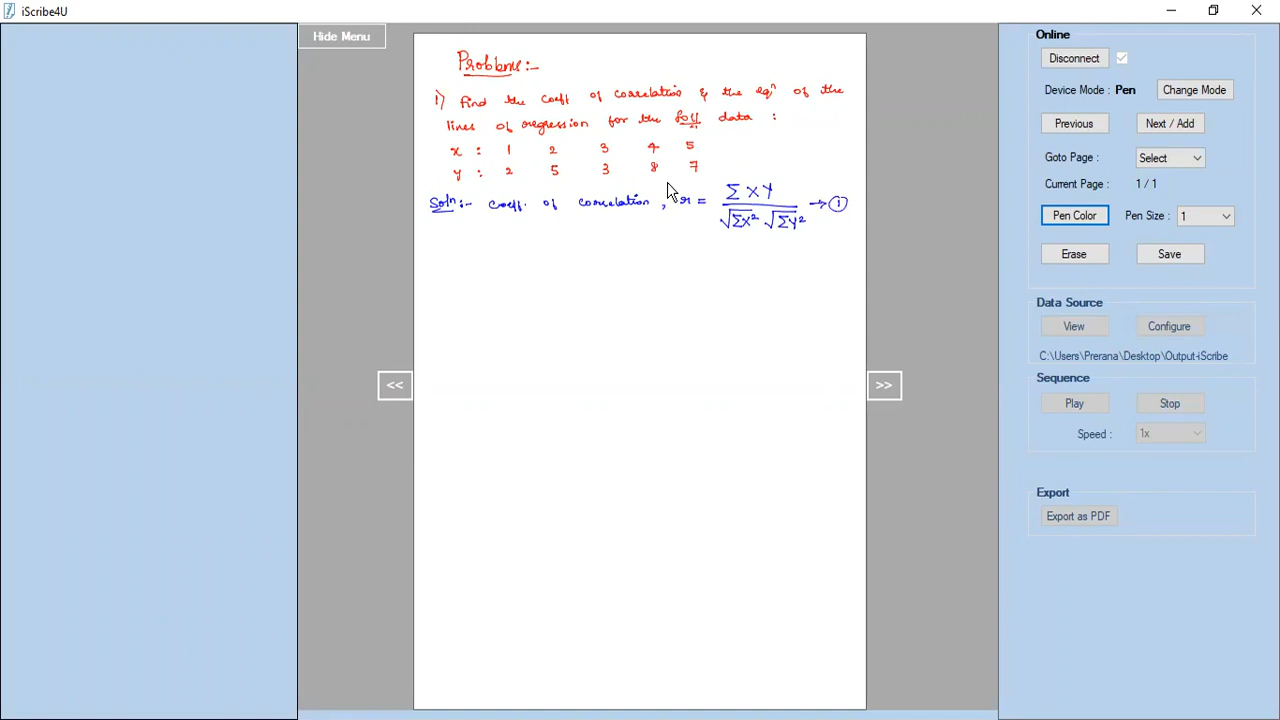 iScribe4U
Hide Menu
Problems:-
1) Find the coeff of correlation & the eqⁿ of the
lines of regression for the foll data :
x : 1 2 3 4 5
y : 2 5 3 8 7
Solⁿ:- coeff. of correlation, r = ΣXY / √ΣX² √ΣY² → ①
<<
>>
Online
Disconnect
Device Mode : Pen Change Mode
Previous Next / Add
Goto Page : Select
Current Page : 1 / 1
Pen Color Pen Size : 1
Erase Save
Data Source
View Configure
C:\Users\Prerana\Desktop\Output-iScribe
Sequence
Play Stop
Speed : 1x
Export
Export as PDF